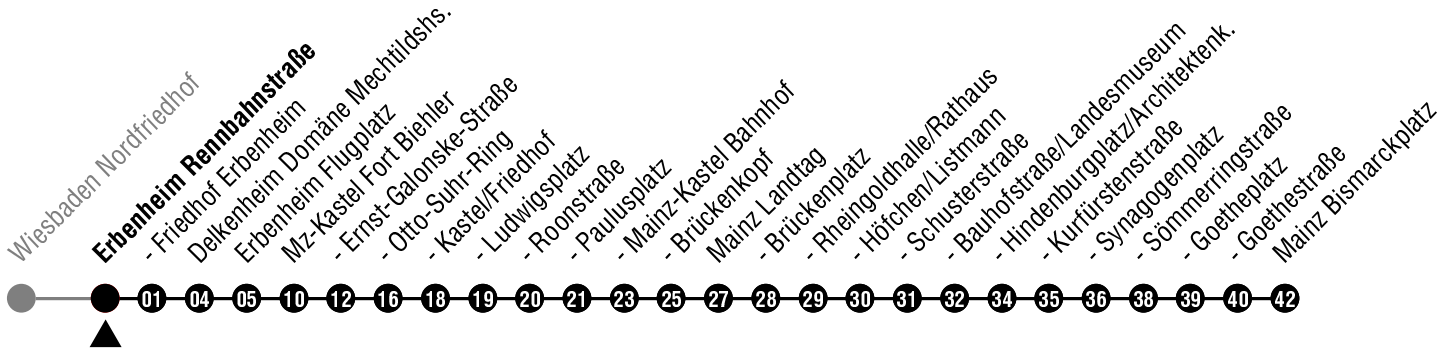 Wiesbaden Nordfriedhof
Erbenheim Rennbahnstraße
- Friedhof Erbenheim
Delkenheim Domäne Mechtildshs.
Erbenheim Flugplatz
Mz-Kastel Fort Biehler
- Ernst-Galonske-Straße
- Otto-Suhr-Ring
- Kastel/Friedhof
- Ludwigsplatz
- Roonstraße
- Paulusplatz
- Mainz-Kastel Bahnhof
- Brückenkopf
Mainz Landtag
- Brückenplatz
- Rheingoldhalle/Rathaus
- Höfchen/Listmann
- Schusterstraße
- Bauhofstraße/Landesmuseum
- Hindenburgplatz/Architektenk.
- Kurfürstenstraße
- Synagogenplatz
- Sömmerringstraße
- Goetheplatz
- Goethestraße
Mainz Bismarckplatz
01 04 05 10 12 16 18 19 20 21 23 25 27 28 29 30 31 32 34 35 36 38 39 40 42